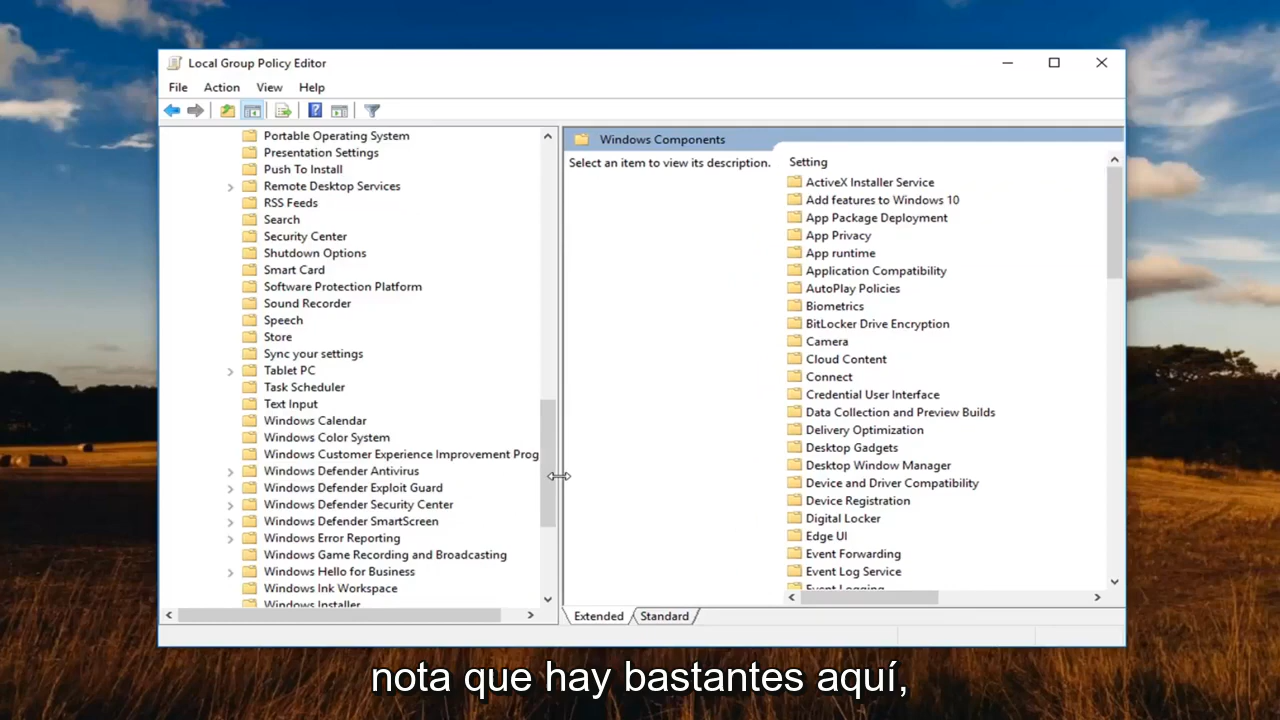 Local Group Policy Editor
File Action View Help
Portable Operating System
Presentation Settings
Push To Install
Remote Desktop Services
RSS Feeds
Search
Security Center
Shutdown Options
Smart Card
Software Protection Platform
Sound Recorder
Speech
Store
Sync your settings
Tablet PC
Task Scheduler
Text Input
Windows Calendar
Windows Color System
Windows Customer Experience Improvement Prog
Windows Defender Antivirus
Windows Defender Exploit Guard
Windows Defender Security Center
Windows Defender SmartScreen
Windows Error Reporting
Windows Game Recording and Broadcasting
Windows Hello for Business
Windows Ink Workspace
Windows Installer
Windows Components
Select an item to view its description.
Setting
ActiveX Installer Service
Add features to Windows 10
App Package Deployment
App Privacy
App runtime
Application Compatibility
AutoPlay Policies
Biometrics
BitLocker Drive Encryption
Camera
Cloud Content
Connect
Credential User Interface
Data Collection and Preview Builds
Delivery Optimization
Desktop Gadgets
Desktop Window Manager
Device and Driver Compatibility
Device Registration
Digital Locker
Edge UI
Event Forwarding
Event Log Service
Event Logging
Extended Standard
nota que hay bastantes aquí,